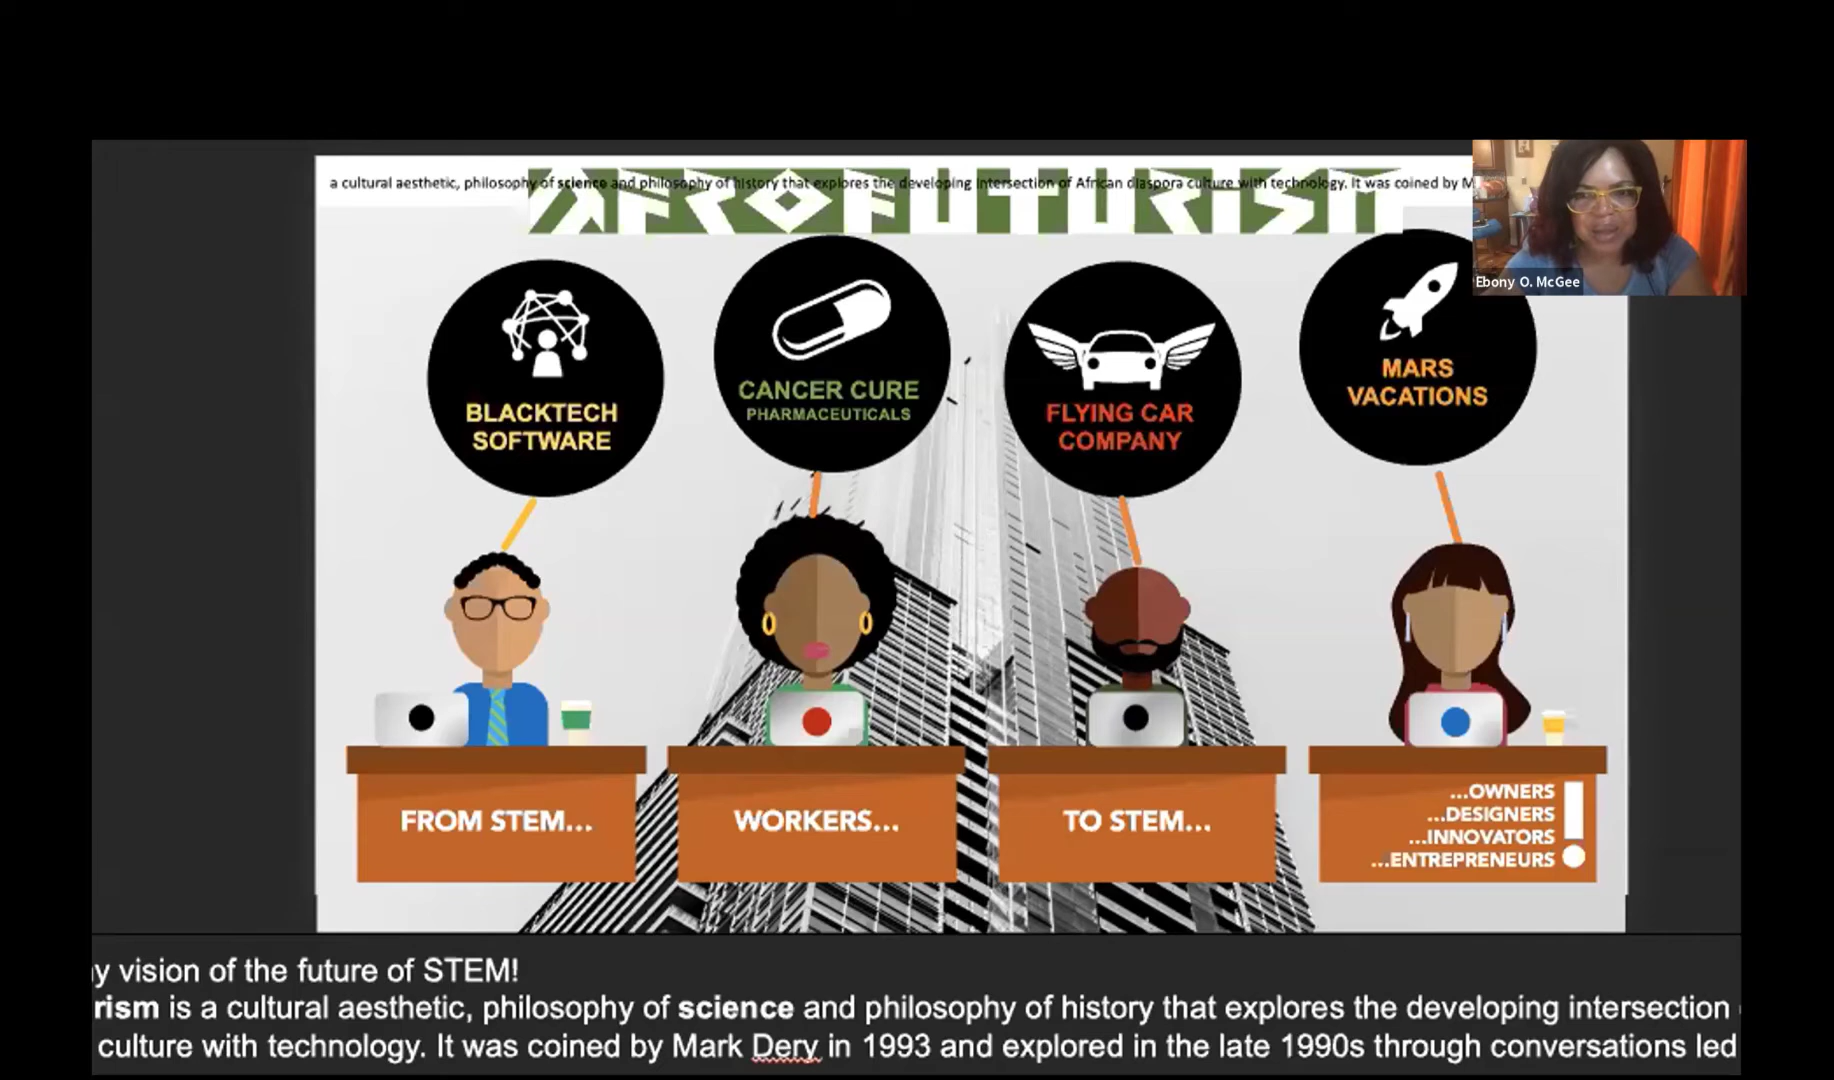 AFROFUTURISM
a cultural aesthetic, philosophy of science and philosophy of history that explores the developing intersection of African diaspora culture with technology. It was coined by M
Ebony O. McGee
BLACKTECH
SOFTWARE
CANCER CURE
PHARMACEUTICALS
FLYING CAR
COMPANY
MARS
VACATIONS
FROM STEM...
WORKERS...
TO STEM...
...OWNERS
...DESIGNERS
...INNOVATORS
...ENTREPRENEURS
!
y vision of the future of STEM!
rism is a cultural aesthetic, philosophy of science and philosophy of history that explores the developing intersection
culture with technology. It was coined by Mark Dery in 1993 and explored in the late 1990s through conversations led